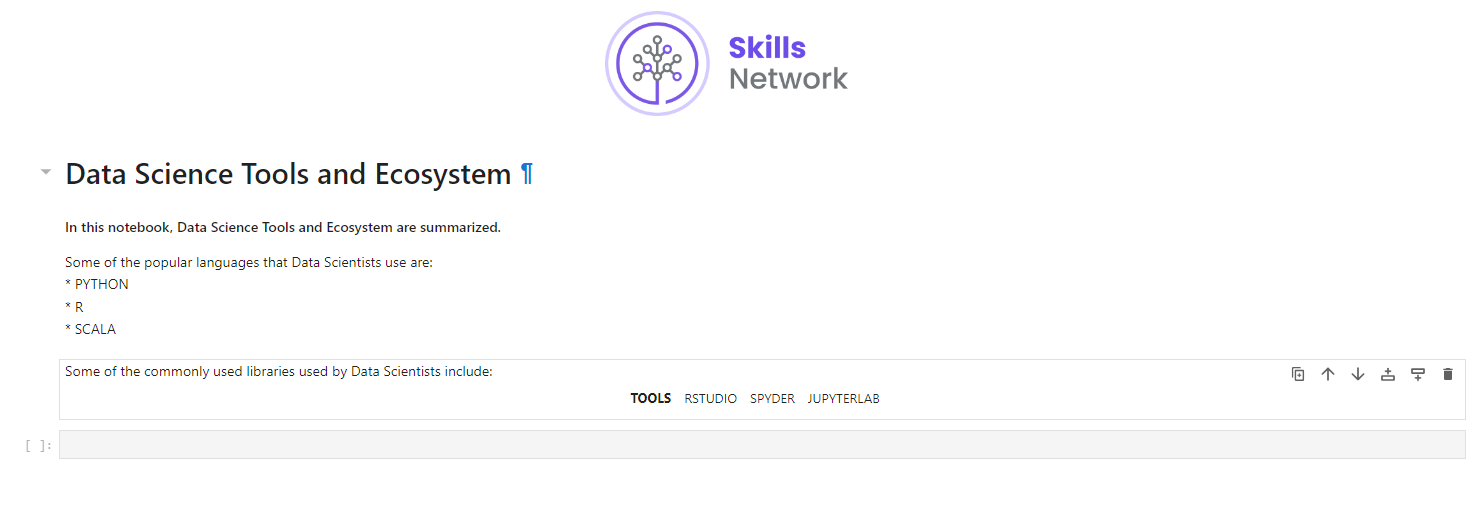 Skills
Network
Data Science Tools and Ecosystem ¶
In this notebook, Data Science Tools and Ecosystem are summarized.
Some of the popular languages that Data Scientists use are:
* PYTHON
* R
* SCALA
Some of the commonly used libraries used by Data Scientists include:
TOOLS RSTUDIO SPYDER JUPYTERLAB
[ ]: